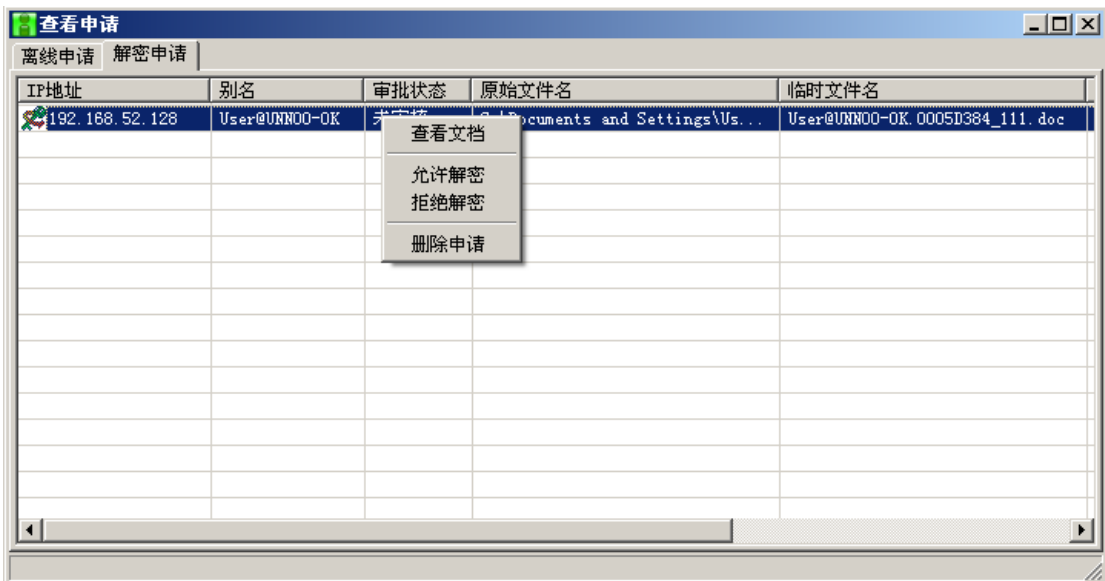 查看申请
离线申请 解密申请
IP地址 别名 审批状态 原始文件名 临时文件名
192.168.52.128 User@UNNOO-OK ocuments and Settings\Us... User@UNNOO-OK.0005D384_111.doc
查看文档
允许解密
拒绝解密
删除申请